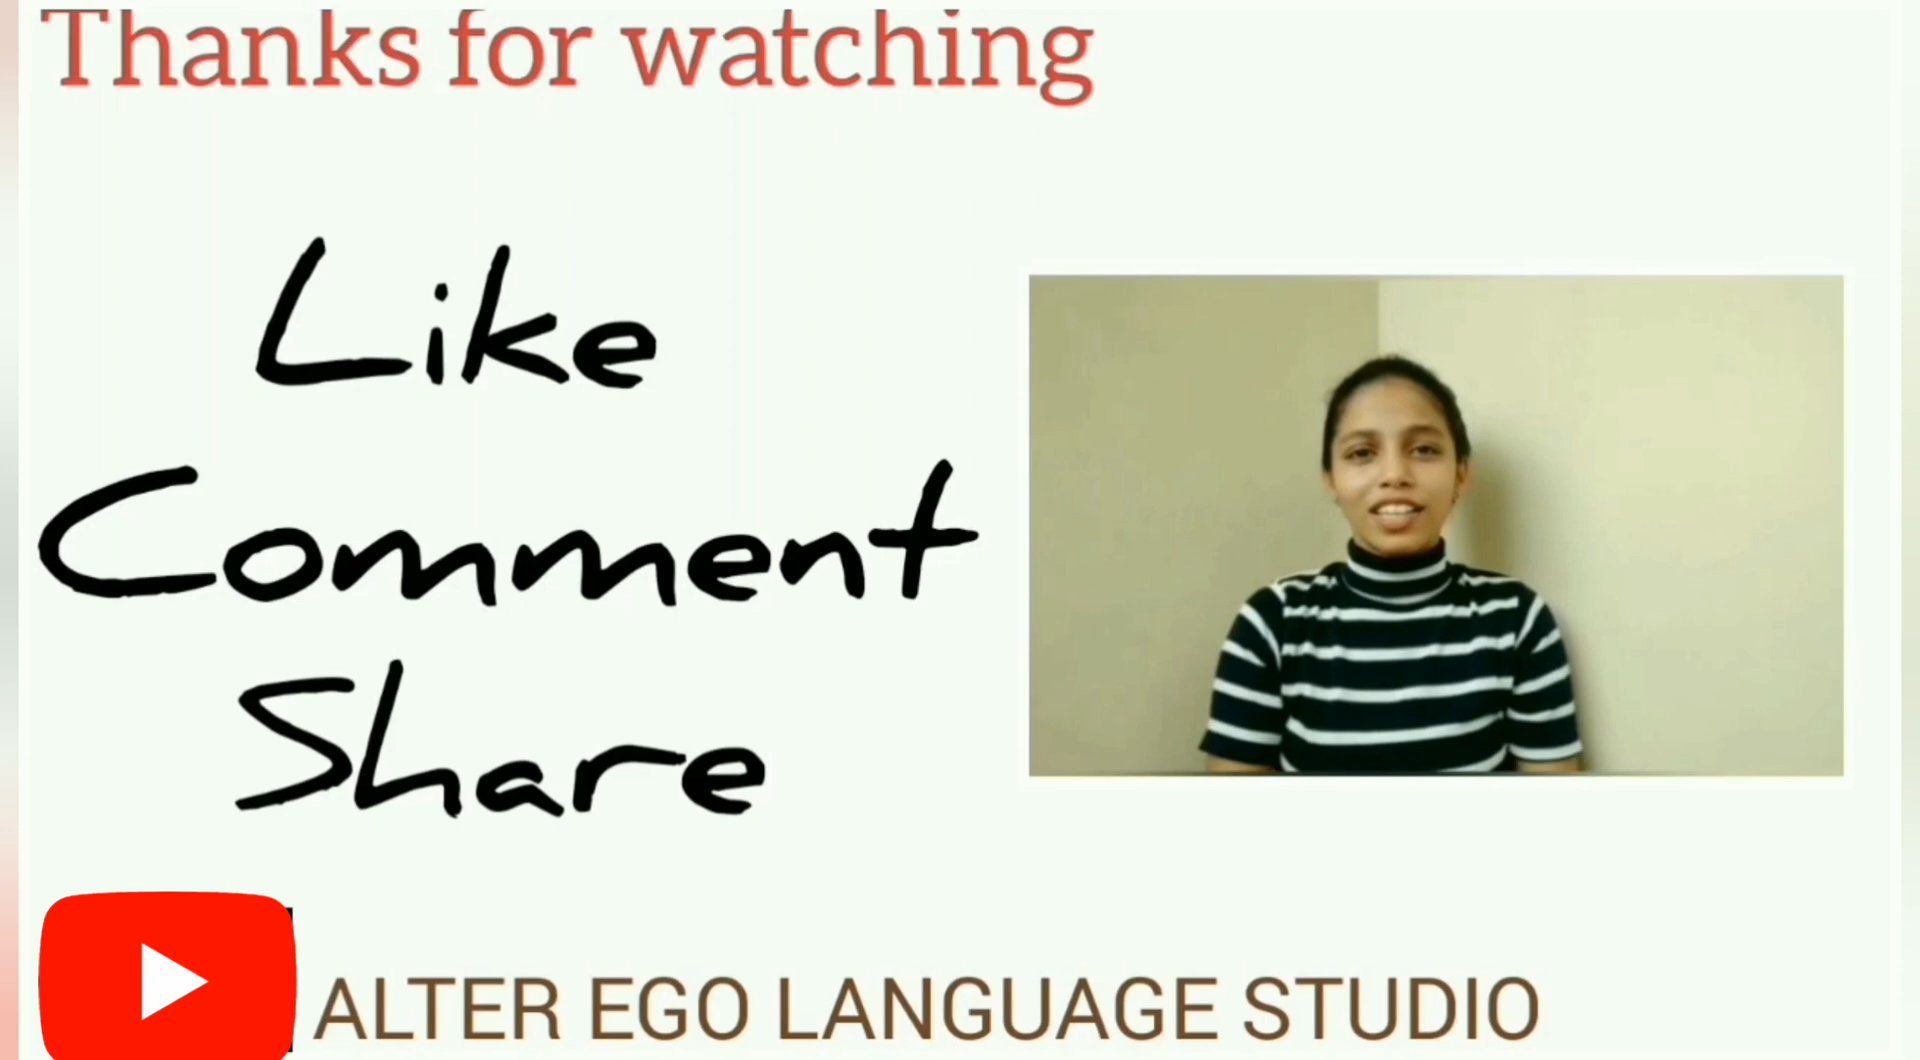 Thanks for watching
Like
Comment
Share
ALTER EGO LANGUAGE STUDIO